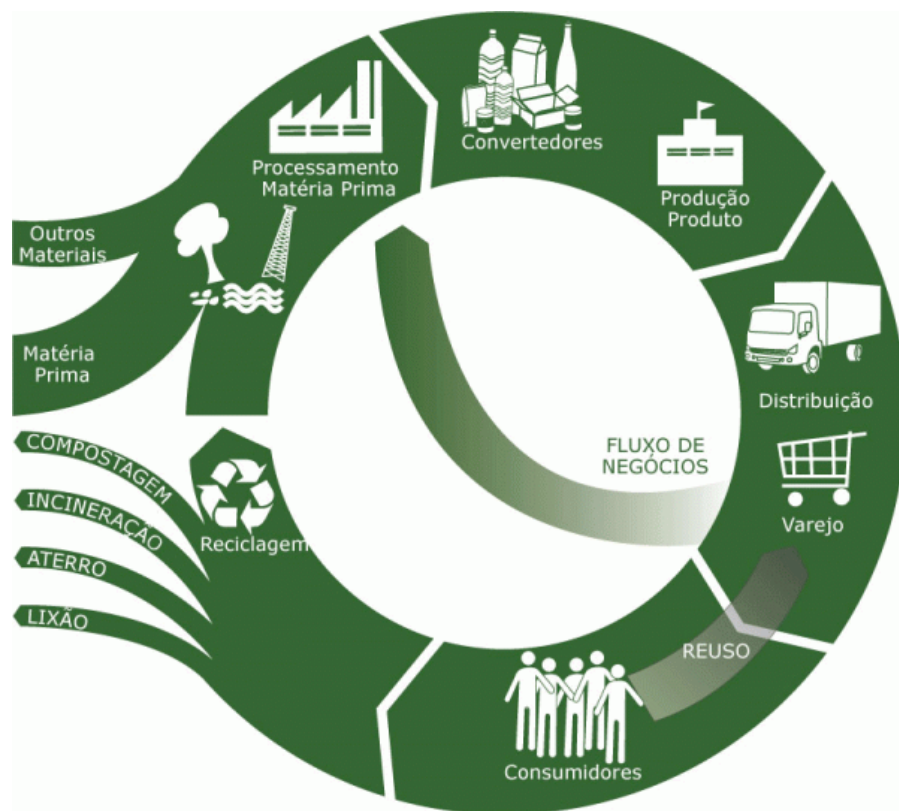 Convertedores
Processamento
Matéria Prima
Produção
Produto
Outros
Materiais
Matéria
Prima
Distribuição
COMPOSTAGEM
FLUXO DE
NEGÓCIOS
INCINERAÇÃO
Reciclagem
Varejo
ATERRO
LIXÃO
REUSO
Consumidores